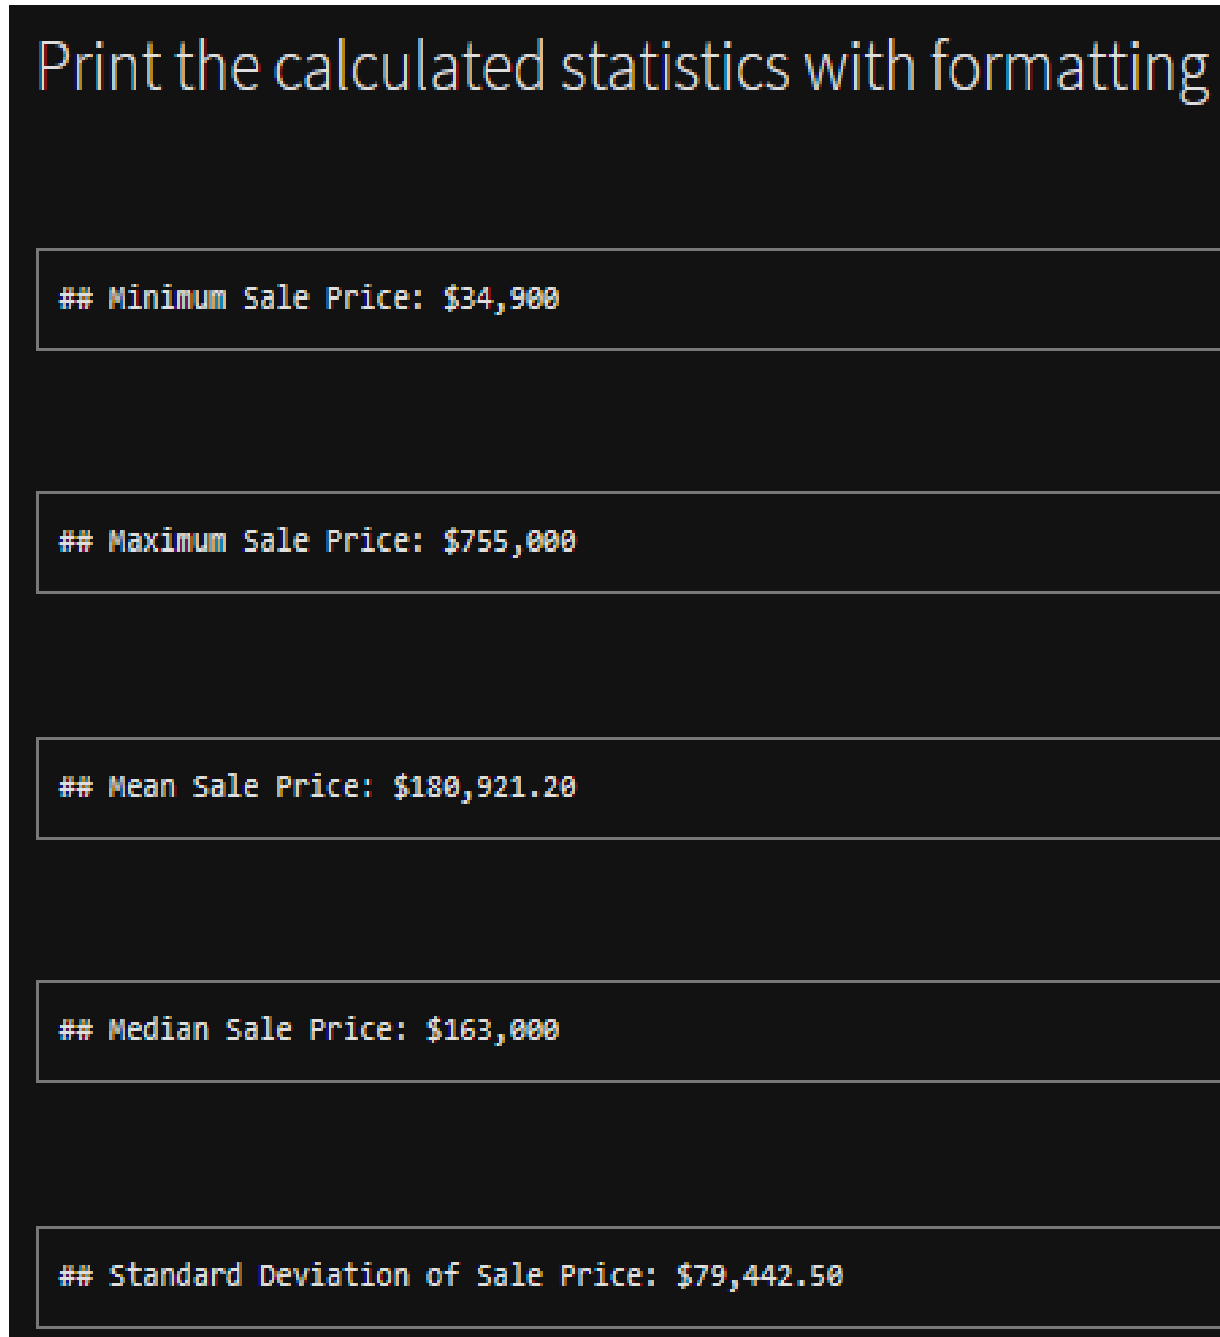 Print the calculated statistics with formatting
## Minimum Sale Price: $34,900
## Maximum Sale Price: $755,000
## Mean Sale Price: $180,921.20
## Median Sale Price: $163,000
## Standard Deviation of Sale Price: $79,442.50